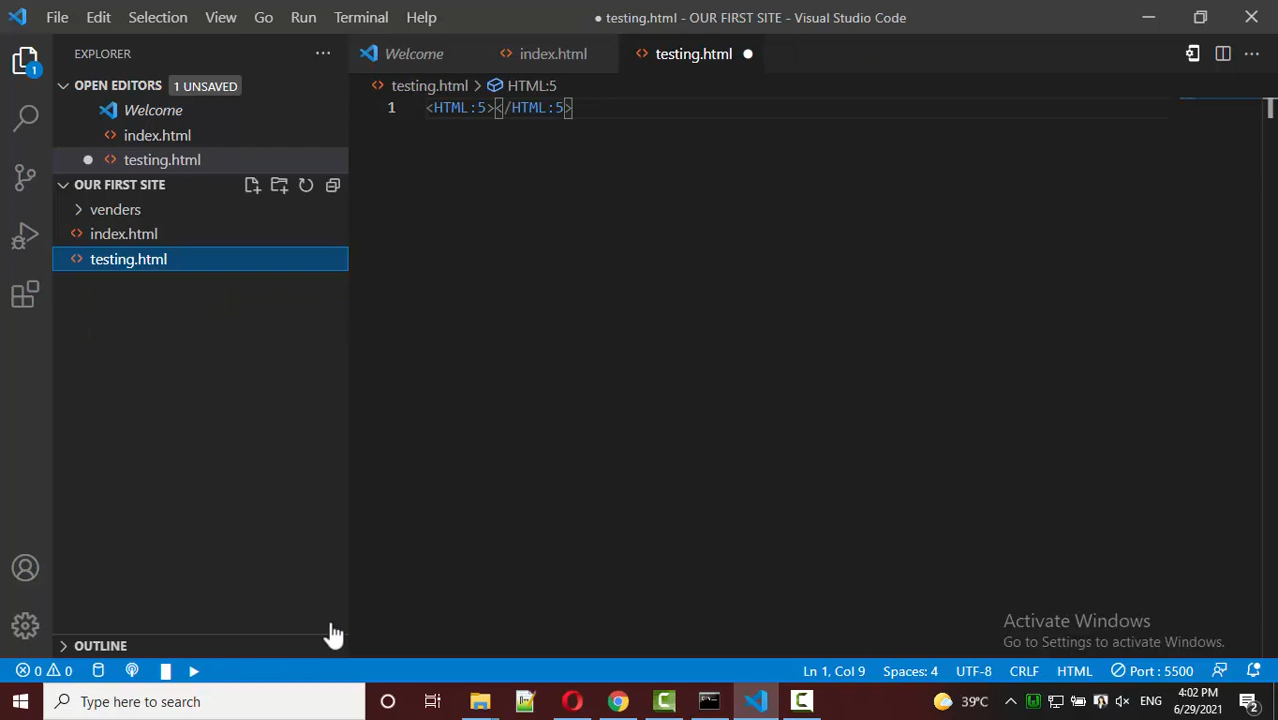 File Edit Selection View Go Run Terminal Help ● testing.html - OUR FIRST SITE - Visual Studio Code
EXPLORER
Welcome index.html testing.html
1
OPEN EDITORS 1 UNSAVED
testing.html > HTML:5
Welcome
1 <HTML:5></HTML:5>
index.html
testing.html
OUR FIRST SITE
venders
index.html
testing.html
Activate Windows
Go to Settings to activate Windows.
OUTLINE
0 0 Ln 1, Col 9 Spaces: 4 UTF-8 CRLF HTML Port : 5500
Type here to search 39°C ENG 4:02 PM
6/29/2021 2